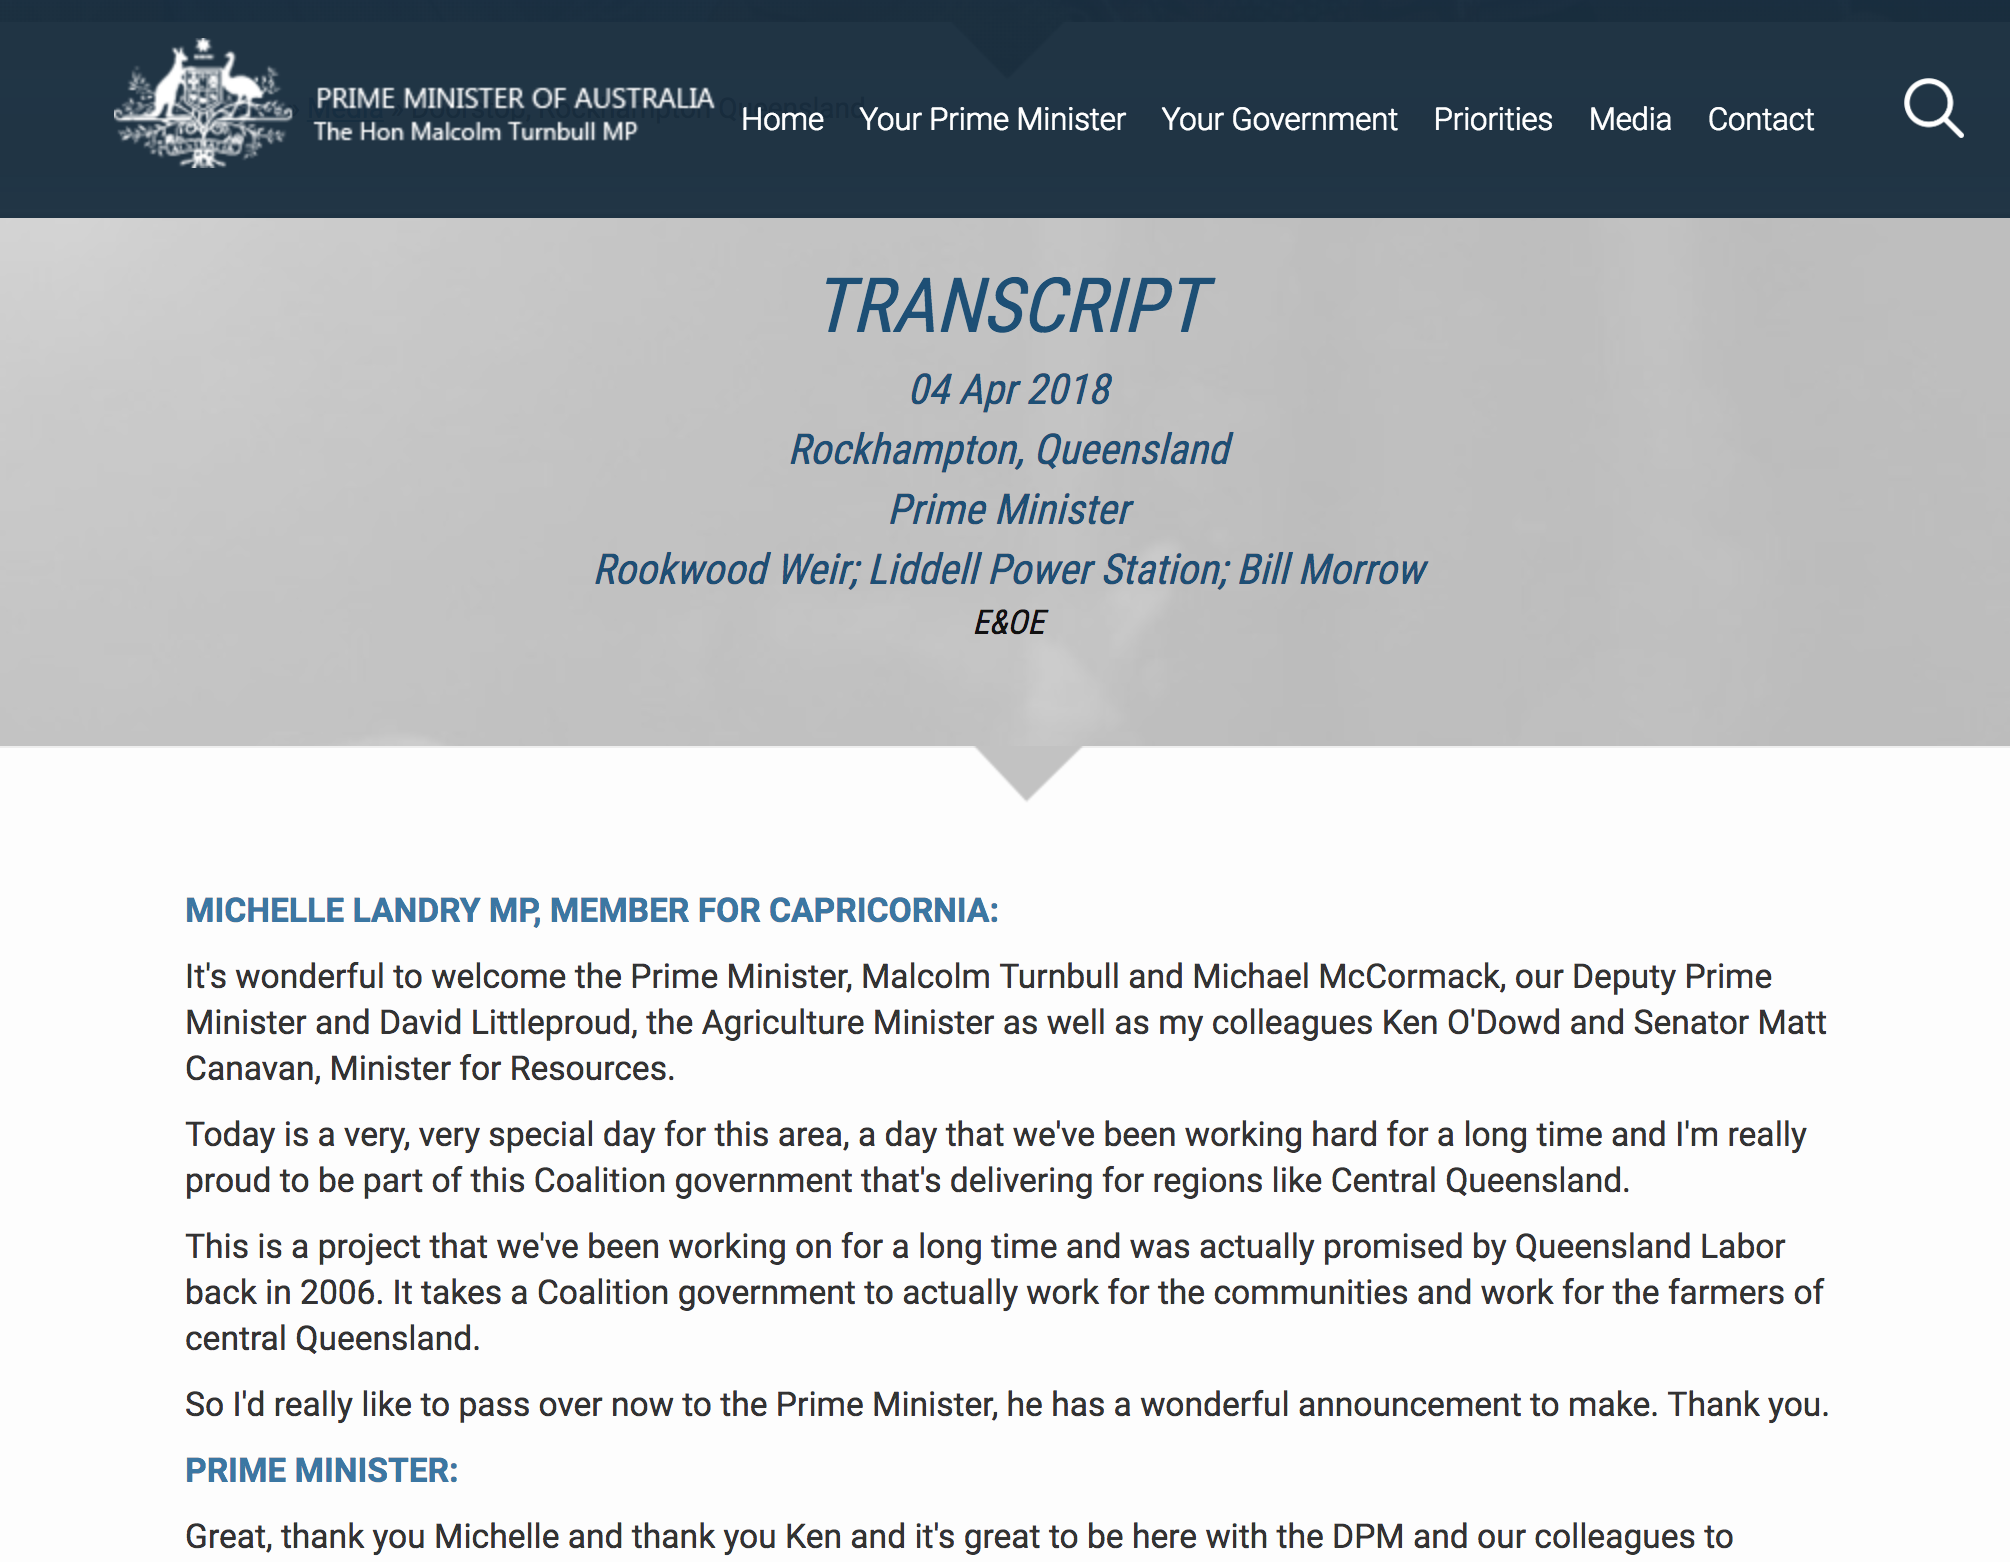 PRIME MINISTER OF AUSTRALIA
The Hon Malcolm Turnbull MP
Media » Doorstop, Rockhampton Queensland
Home Your Prime Minister Your Government Priorities Media Contact
TRANSCRIPT
04 Apr 2018
Rockhampton, Queensland
Prime Minister
Rookwood Weir; Liddell Power Station; Bill Morrow
E&OE
MICHELLE LANDRY MP, MEMBER FOR CAPRICORNIA:
It's wonderful to welcome the Prime Minister, Malcolm Turnbull and Michael McCormack, our Deputy Prime
Minister and David Littleproud, the Agriculture Minister as well as my colleagues Ken O'Dowd and Senator Matt
Canavan, Minister for Resources.
Today is a very, very special day for this area, a day that we've been working hard for a long time and I'm really
proud to be part of this Coalition government that's delivering for regions like Central Queensland.
This is a project that we've been working on for a long time and was actually promised by Queensland Labor
back in 2006. It takes a Coalition government to actually work for the communities and work for the farmers of
central Queensland.
So I'd really like to pass over now to the Prime Minister, he has a wonderful announcement to make. Thank you.
PRIME MINISTER:
Great, thank you Michelle and thank you Ken and it's great to be here with the DPM and our colleagues to